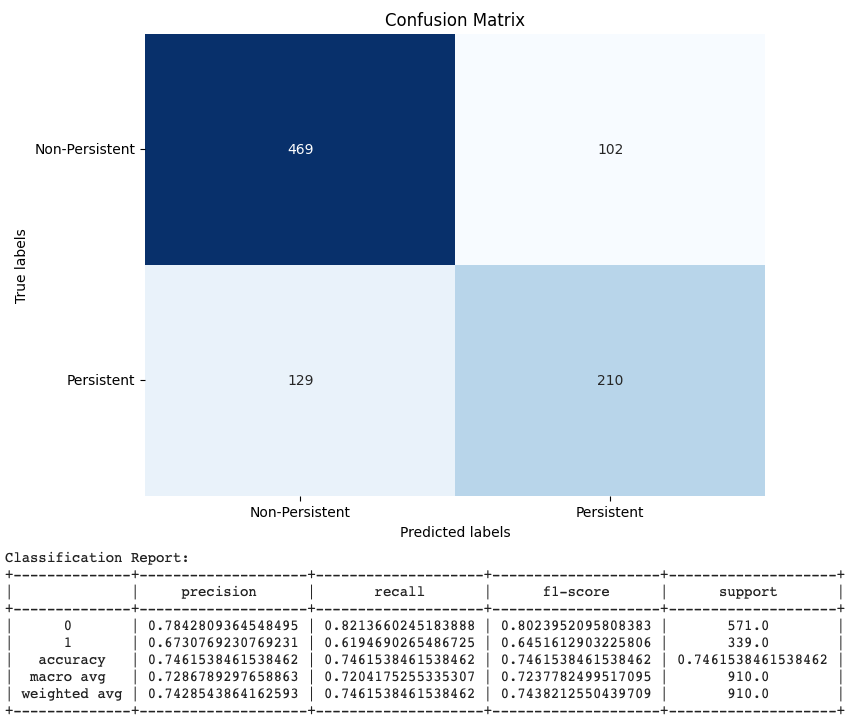 Confusion Matrix
Non-Persistent
469
102
True labels
Persistent
129
210
Non-Persistent
Persistent
Predicted labels
Classification Report:
+--------------+--------------------+--------------------+--------------------+--------------------+
|              |     precision      |       recall       |      f1-score      |      support       |
+--------------+--------------------+--------------------+--------------------+--------------------+
|      0       | 0.7842809364548495 | 0.8213660245183888 | 0.8023952095808383 |       571.0        |
|      1       | 0.6730769230769231 | 0.6194690265486725 | 0.6451612903225806 |       339.0        |
|   accuracy   | 0.7461538461538462 | 0.7461538461538462 | 0.7461538461538462 | 0.7461538461538462 |
|  macro avg   | 0.7286789297658863 | 0.7204175255335307 | 0.7237782499517095 |       910.0        |
| weighted avg | 0.7428543864162593 | 0.7461538461538462 | 0.7438212550439709 |       910.0        |
+--------------+--------------------+--------------------+--------------------+--------------------+